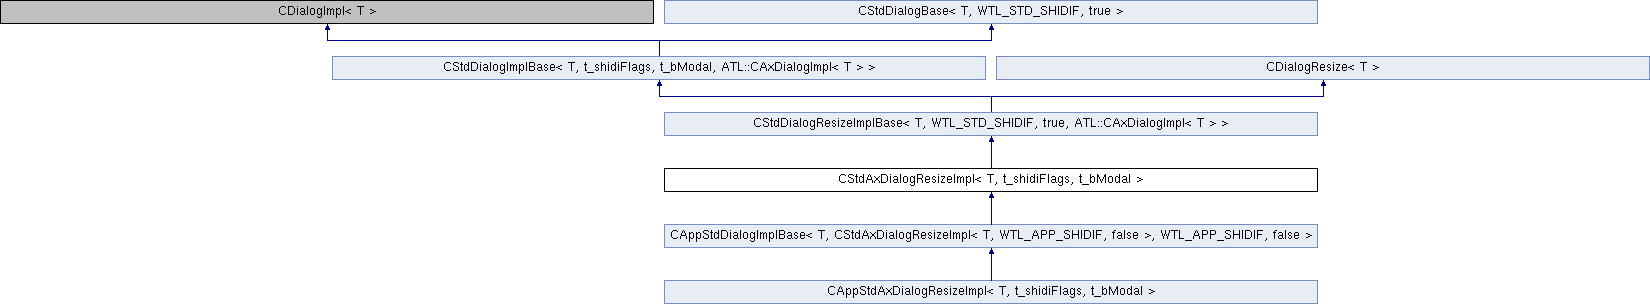 CDialogImpl< T >
CStdDialogBase< T, WTL_STD_SHIDIF, true >
CStdDialogImplBase< T, t_shidiFlags, t_bModal, ATL::CAxDialogImpl< T > >
CDialogResize< T >
CStdDialogResizeImplBase< T, WTL_STD_SHIDIF, true, ATL::CAxDialogImpl< T > >
CStdAxDialogResizeImpl< T, t_shidiFlags, t_bModal >
CAppStdDialogImplBase< T, CStdAxDialogResizeImpl< T, WTL_APP_SHIDIF, false >, WTL_APP_SHIDIF, false >
CAppStdAxDialogResizeImpl< T, t_shidiFlags, t_bModal >